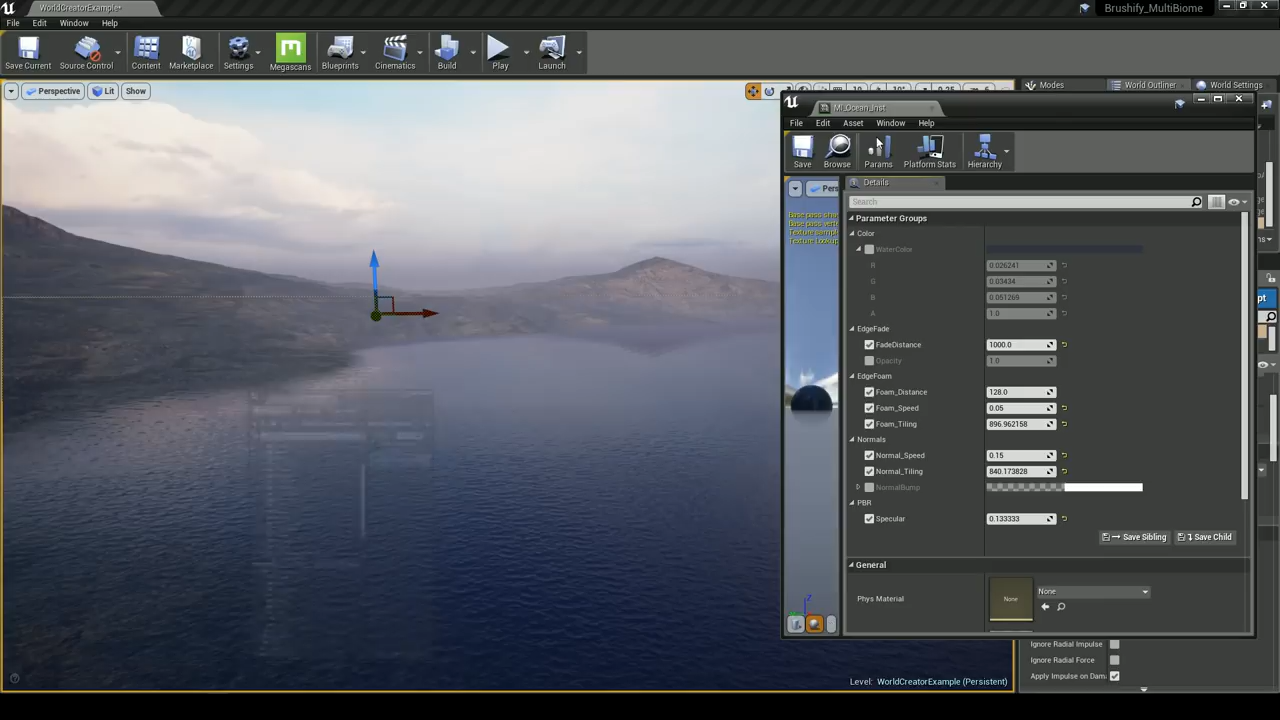 WorldCreatorExample*
Brushify_MultiBiome
File Edit Window Help
Save Current Source Control Content Marketplace Settings Megascans Blueprints Cinematics Build Play Launch
Perspective Lit Show
Modes World Outliner World Settings
MI_Ocean_Inst
File Edit Asset Window Help
Save Browse Params Platform Stats Hierarchy
Details
Search
Parameter Groups
Color
WaterColor
R 0.026241
G 0.03434
B 0.051269
A 1.0
EdgeFade
FadeDistance 1000.0
Opacity 1.0
EdgeFoam
Foam_Distance 128.0
Foam_Speed 0.05
Foam_Tiling 896.962158
Normals
Normal_Speed 0.15
Normal_Tiling 840.173828
NormalBump
PBR
Specular 0.133333
Save Sibling Save Child
General
Phys Material None None
Ignore Radial Impulse
Ignore Radial Force
Apply Impulse on Dam
Level: WorldCreatorExample (Persistent)